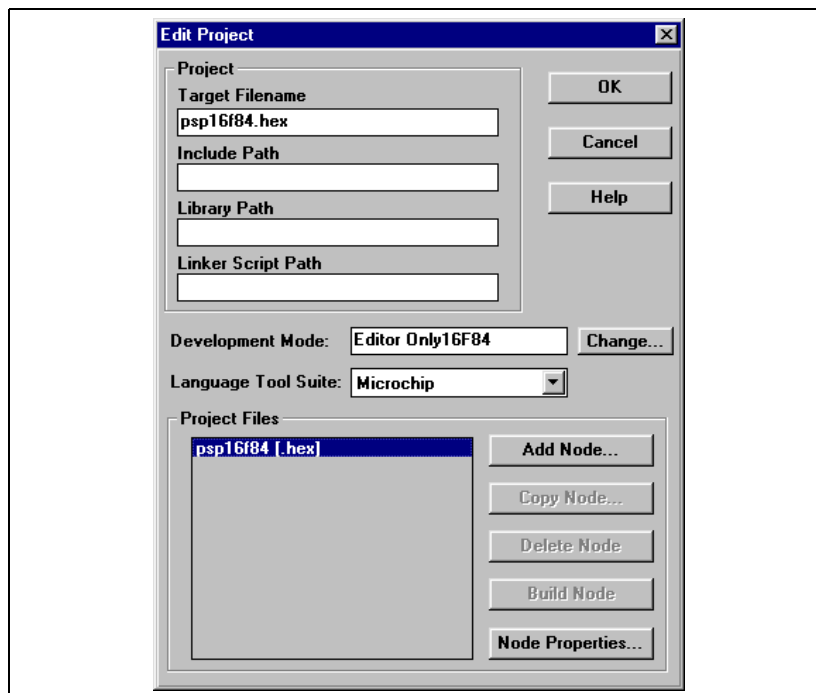 Edit Project
Project
Target Filename
psp16f84.hex
Include Path
Library Path
Linker Script Path
OK
Cancel
Help
Development Mode: Editor Only16F84 Change...
Language Tool Suite: Microchip
Project Files
psp16f84 [.hex]
Add Node...
Copy Node...
Delete Node
Build Node
Node Properties...